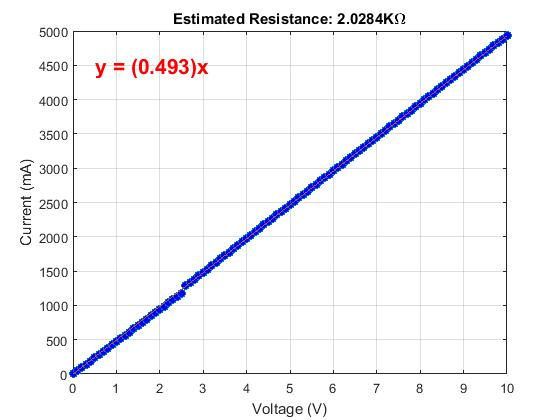 Estimated Resistance: 2.0284KΩ
y = (0.493)x
5000
4500
4000
3500
3000
2500
2000
1500
1000
500
0
Current (mA)
0 1 2 3 4 5 6 7 8 9 10
Voltage (V)